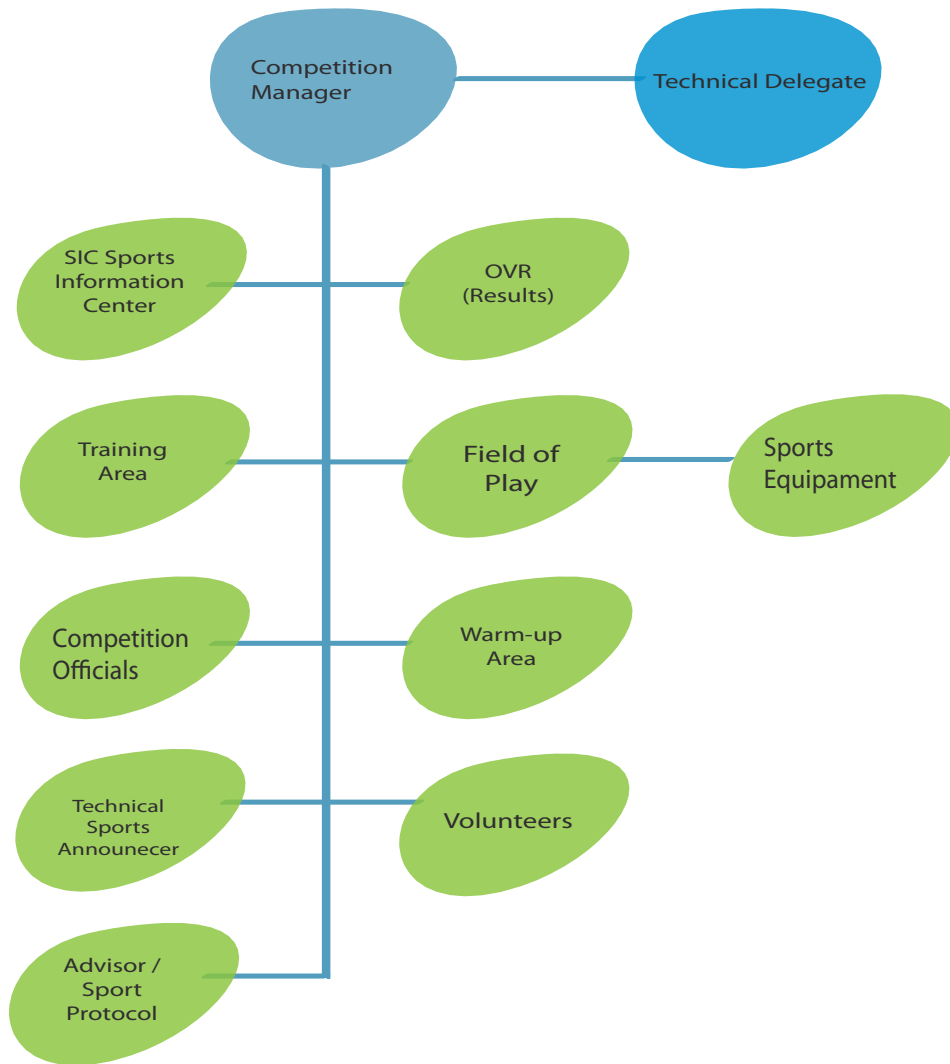 Competition
Manager
Technical Delegate
SIC Sports
Information
Center
OVR
(Results)
Training
Area
Field of
Play
Sports
Equipament
Competition
Officials
Warm-up
Area
Technical
Sports
Announecer
Volunteers
Advisor /
Sport
Protocol